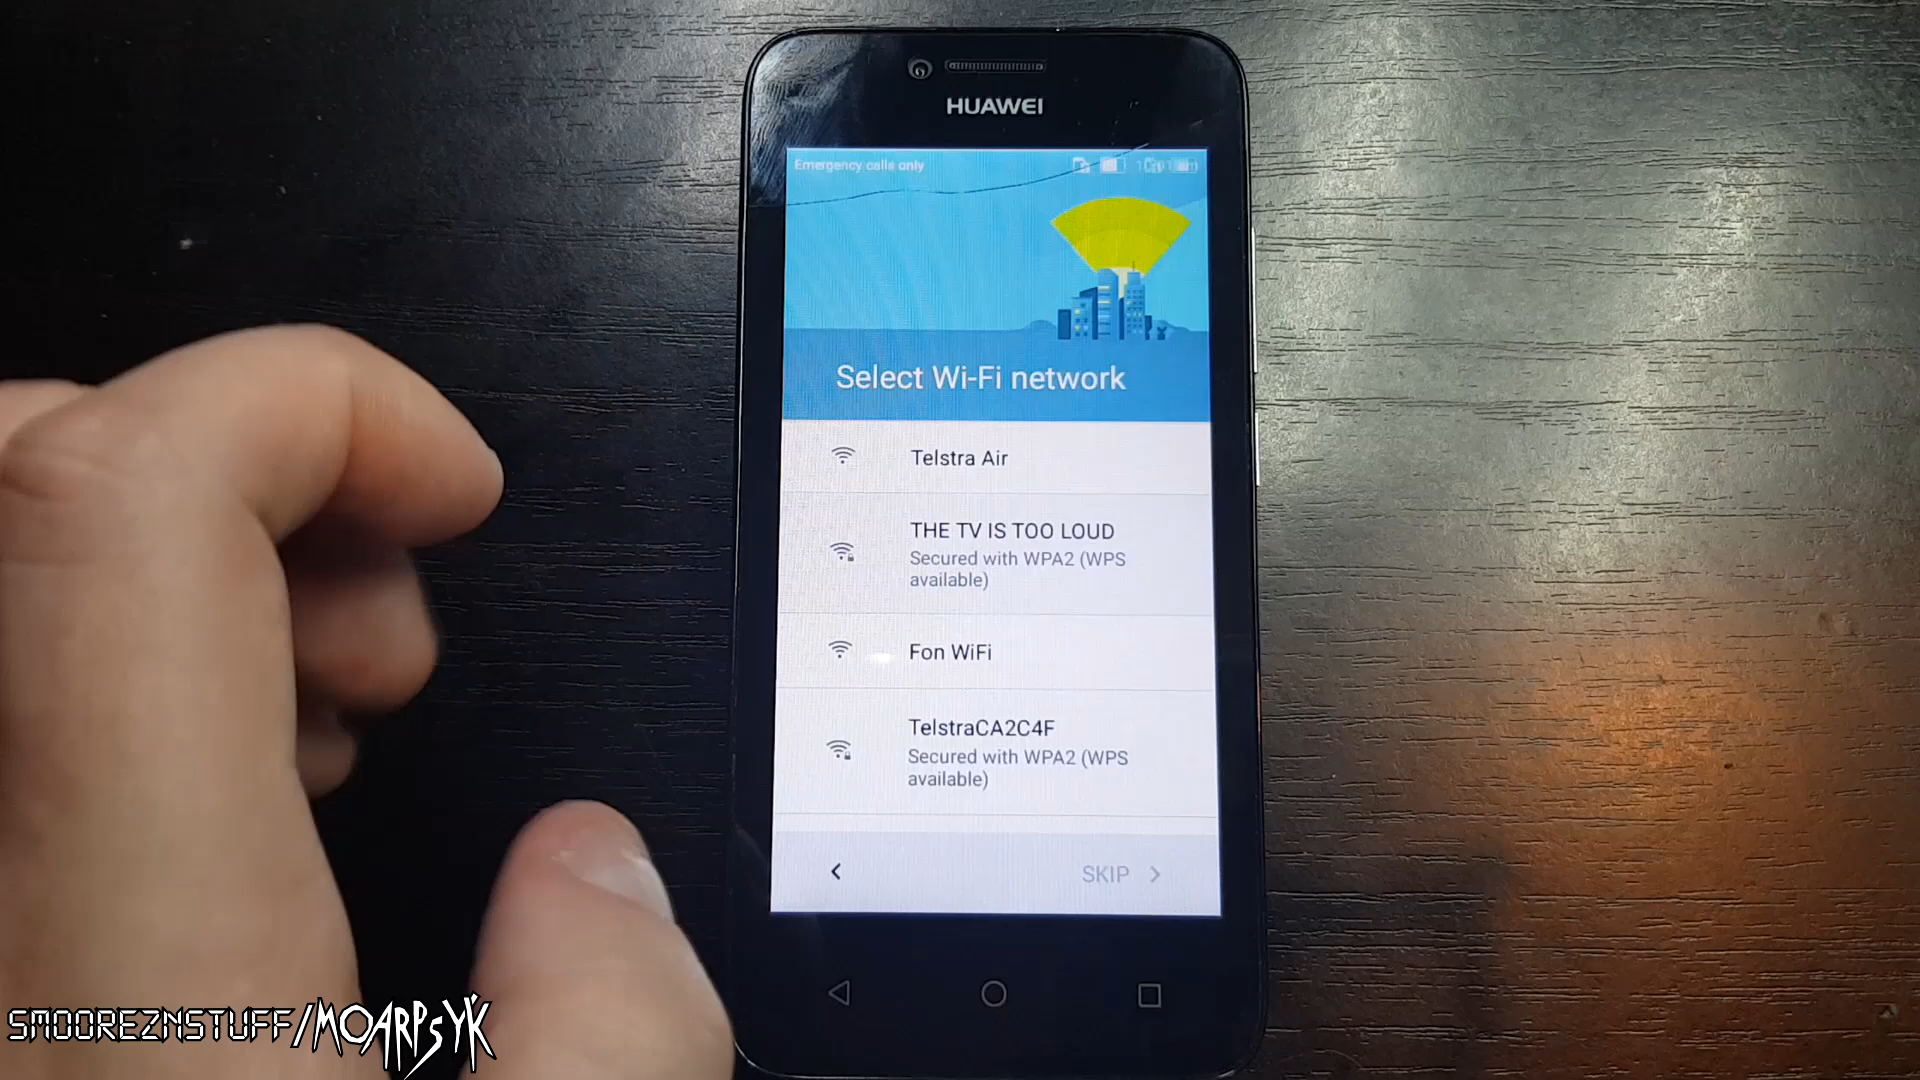 HUAWEI
Emergency calls only
Select Wi-Fi network
Telstra Air
THE TV IS TOO LOUD
Secured with WPA2 (WPS
available)
Fon WiFi
TelstraCA2C4F
Secured with WPA2 (WPS
available)
SKIP
SMOOREZNSTUFF/MOARPSYK